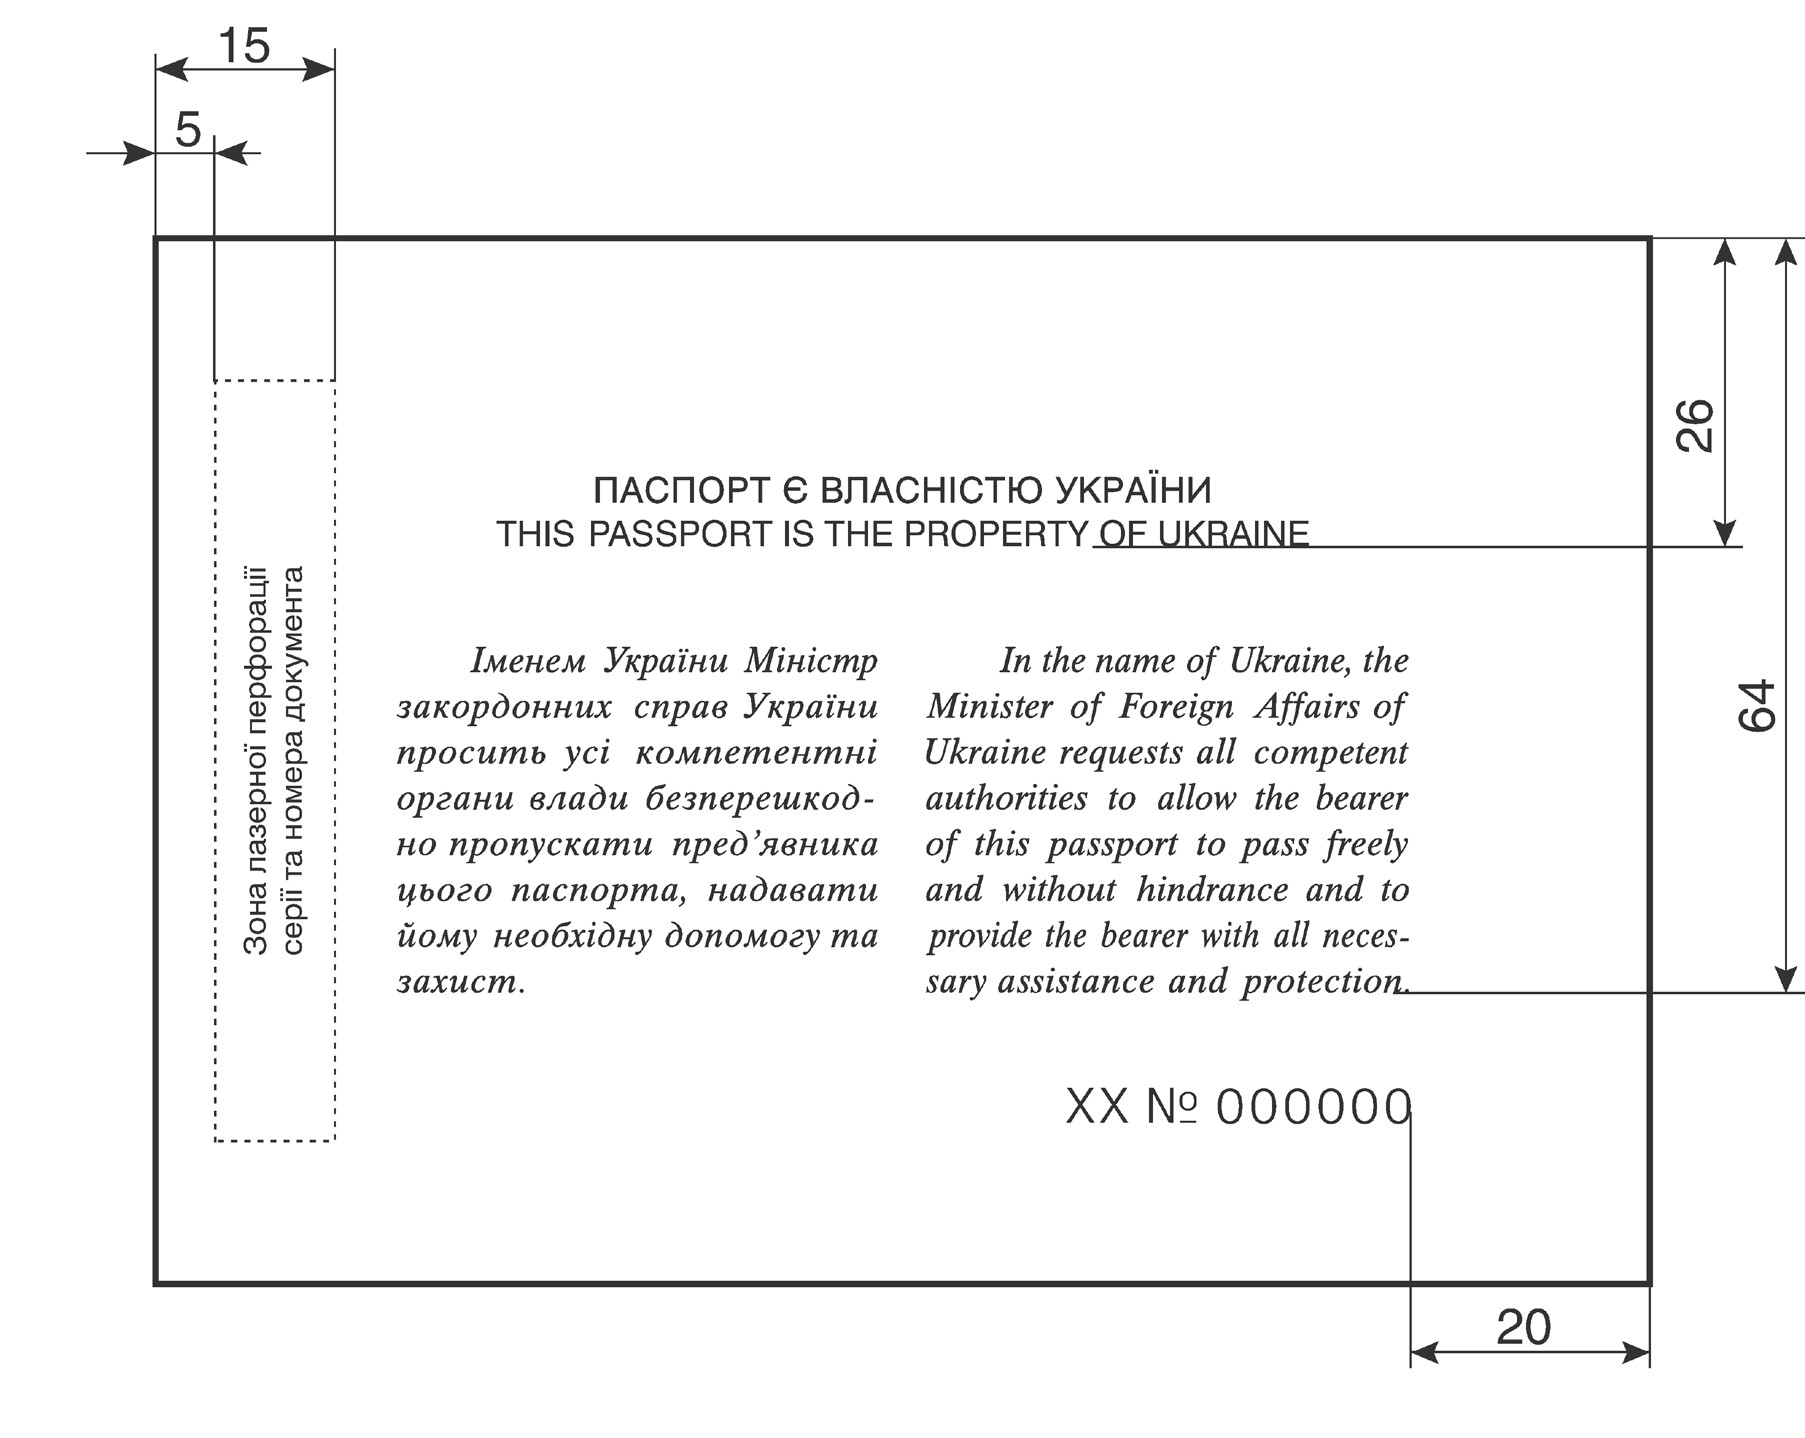 15
5
26
64
ПАСПОРТ Є ВЛАСНІСТЮ УКРАЇНИ
THIS PASSPORT IS THE PROPERTY OF UKRAINE
Зона лазерної перфорації
серії та номера документа
Іменем України Міністр
закордонних справ України
просить усі компетентні
органи влади безперешкод-
но пропускати пред’явника
цього паспорта, надавати
йому необхідну допомогу та
захист.
In the name of Ukraine, the
Minister of Foreign Affairs of
Ukraine requests all competent
authorities to allow the bearer
of this passport to pass freely
and without hindrance and to
provide the bearer with all neces-
sary assistance and protection.
XX № 000000
20